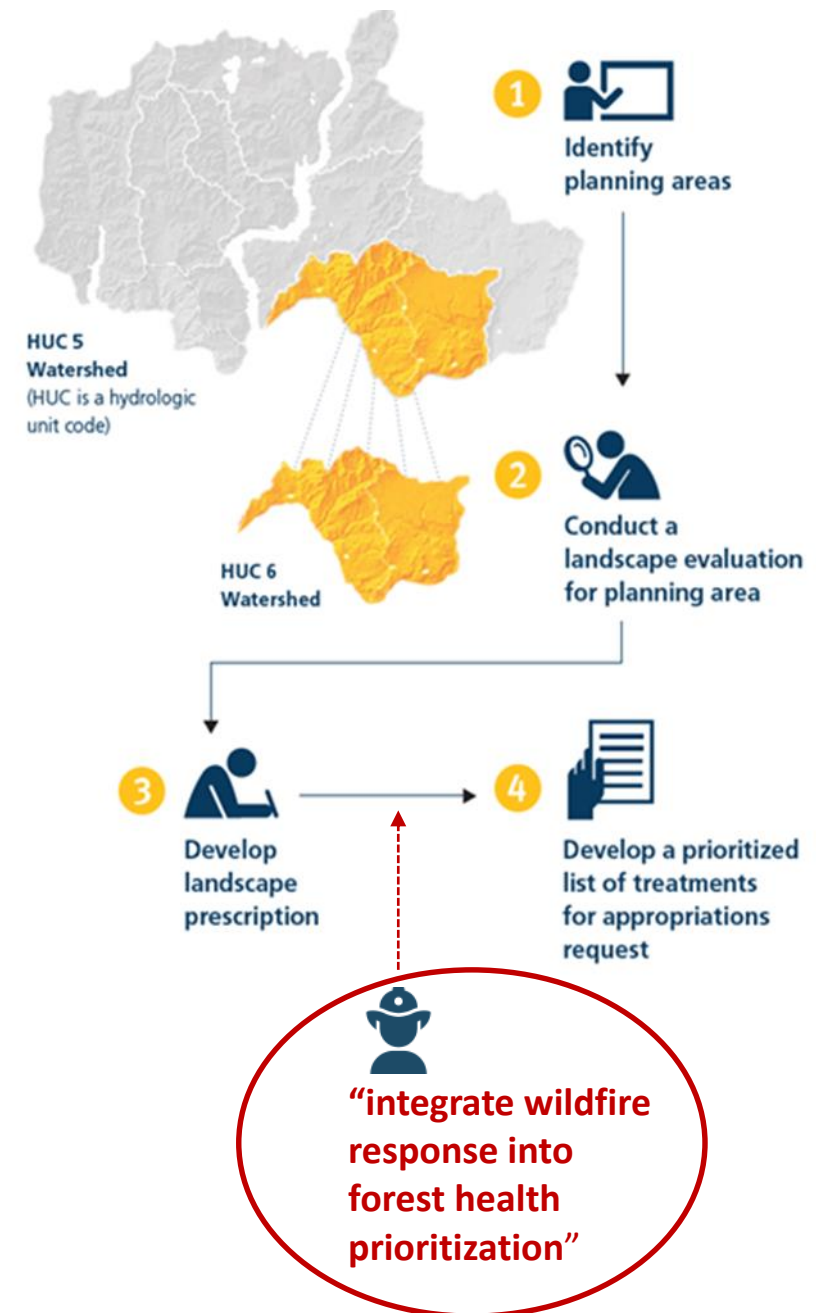 1
Identify
planning areas
HUC 5
Watershed
(HUC is a hydrologic
unit code)
2
Conduct a
landscape evaluation
for planning area
HUC 6
Watershed
3
Develop
landscape
prescription
4
Develop a prioritized
list of treatments
for appropriations
request
“integrate wildfire
response into
forest health
prioritization”